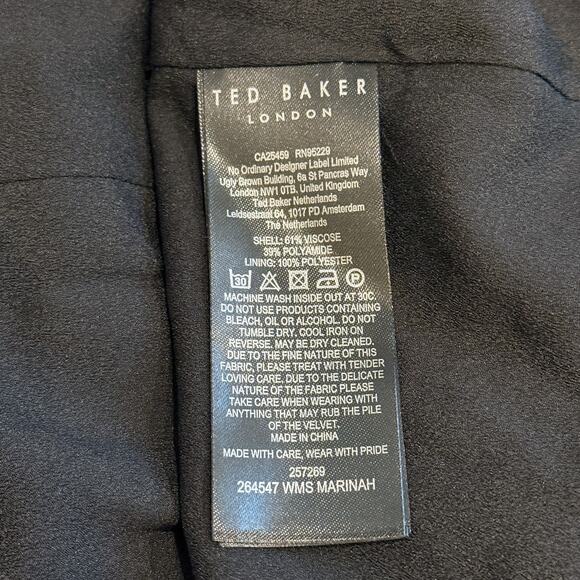 TED BAKER
LONDON
CA25459 RN95229
No Ordinary Designer Label Limited
Ugly Brown Building, 6a St Pancras Way
London NW1 0TB, United Kingdom
Ted Baker Netherlands
Leidsestraat 64, 1017 PD Amsterdam
The Netherlands
SHELL: 61% VISCOSE
39% POLYAMIDE
LINING: 100% POLYESTER
30 P
MACHINE WASH INSIDE OUT AT 30C.
DO NOT USE PRODUCTS CONTAINING
BLEACH, OIL OR ALCOHOL. DO NOT
TUMBLE DRY. COOL IRON ON
REVERSE. MAY BE DRY CLEANED.
DUE TO THE FINE NATURE OF THIS
FABRIC, PLEASE TREAT WITH TENDER
LOVING CARE. DUE TO THE DELICATE
NATURE OF THE FABRIC PLEASE
TAKE CARE WHEN WEARING WITH
ANYTHING THAT MAY RUB THE PILE
OF THE VELVET.
MADE IN CHINA
MADE WITH CARE, WEAR WITH PRIDE
257269
264547 WMS MARINAH